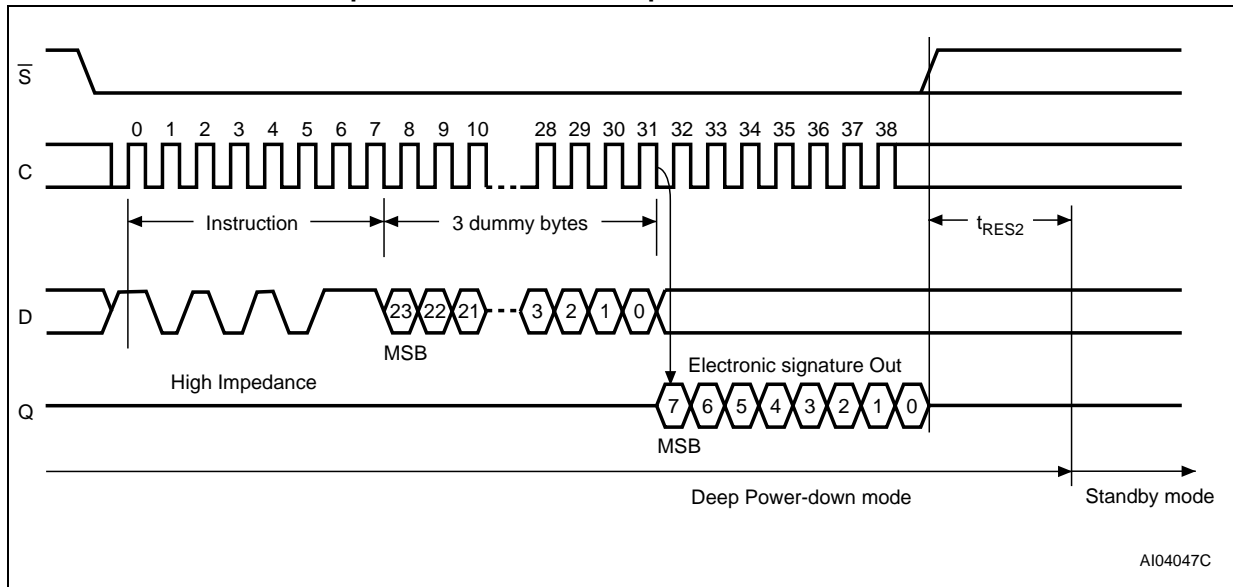 S
0 1 2 3 4 5 6 7 8 9 10 28 29 30 31 32 33 34 35 36 37 38
C
Instruction 3 dummy bytes tRES2
D 23 22 21 3 2 1 0
MSB
High Impedance Electronic signature Out
Q 7 6 5 4 3 2 1 0
MSB
Deep Power-down mode Standby mode
AI04047C